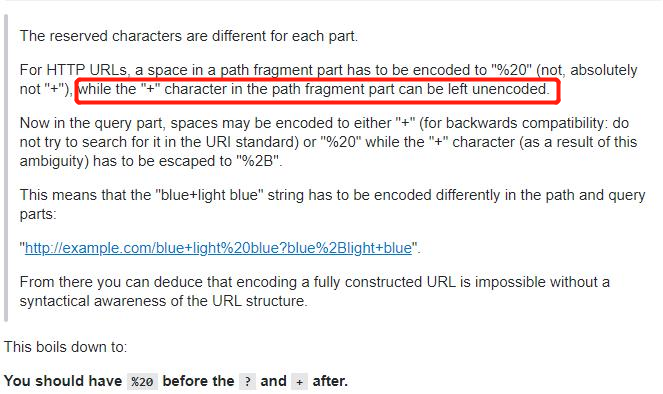 The reserved characters are different for each part.
For HTTP URLs, a space in a path fragment part has to be encoded to "%20" (not, absolutely
not "+"), while the "+" character in the path fragment part can be left unencoded.
Now in the query part, spaces may be encoded to either "+" (for backwards compatibility: do
not try to search for it in the URI standard) or "%20" while the "+" character (as a result of this
ambiguity) has to be escaped to "%2B".
This means that the "blue+light blue" string has to be encoded differently in the path and query
parts:
"http://example.com/blue+light%20blue?blue%2Blight+blue".
From there you can deduce that encoding a fully constructed URL is impossible without a
syntactical awareness of the URL structure.
This boils down to:
You should have %20 before the ? and + after.